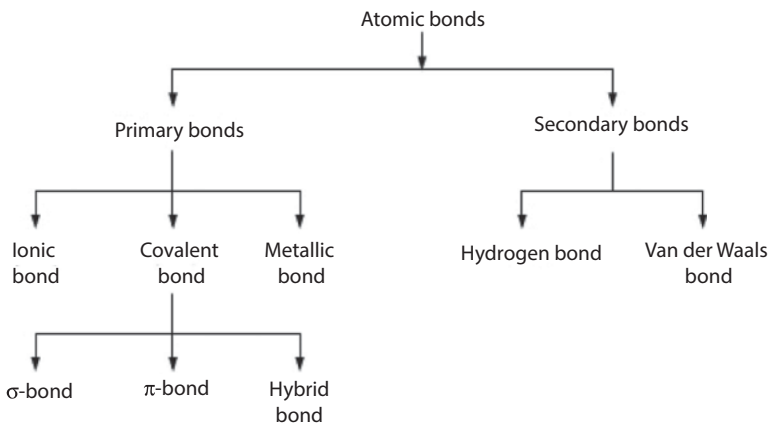 Atomic bonds
Primary bonds
Secondary bonds
Ionic
bond
Covalent
bond
Metallic
bond
Hydrogen bond
Van der Waals
bond
σ-bond
π-bond
Hybrid
bond